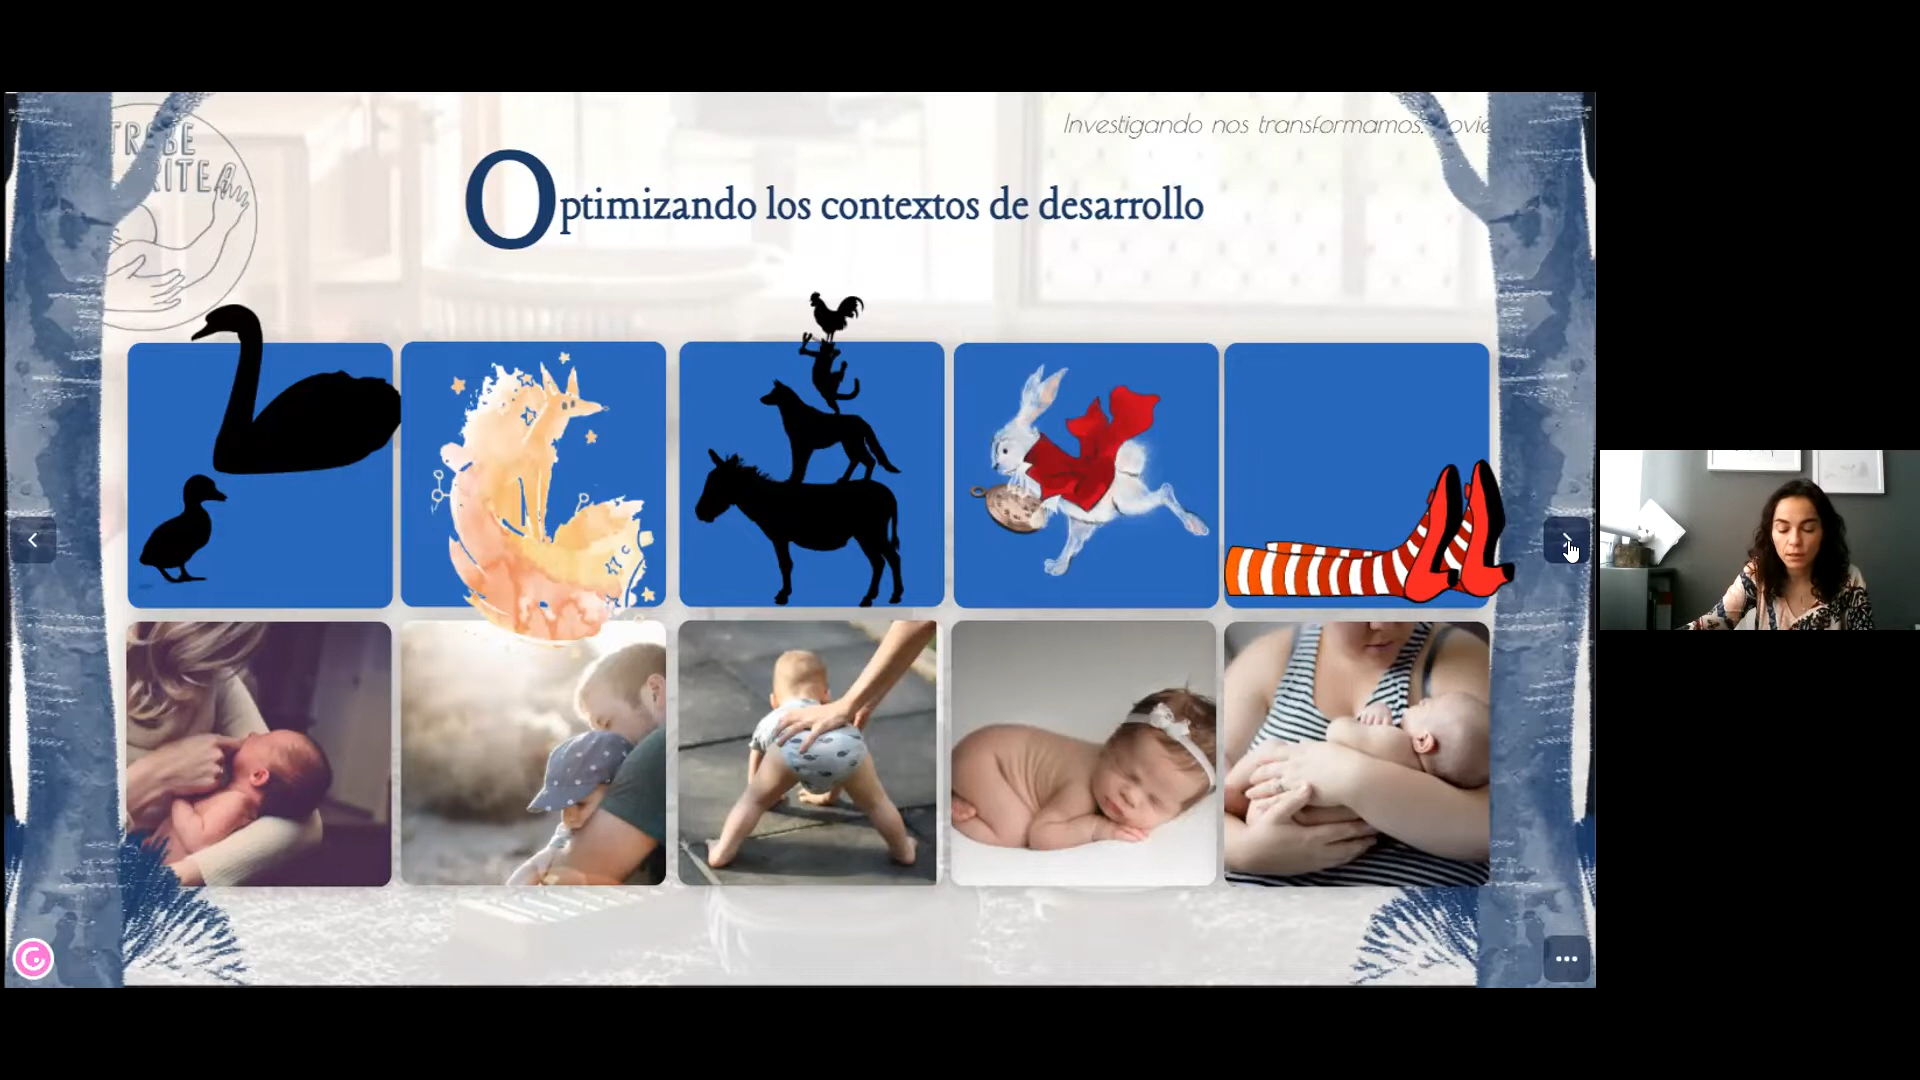 Investigando nos transformamos.
Optimizando los contextos de desarrollo